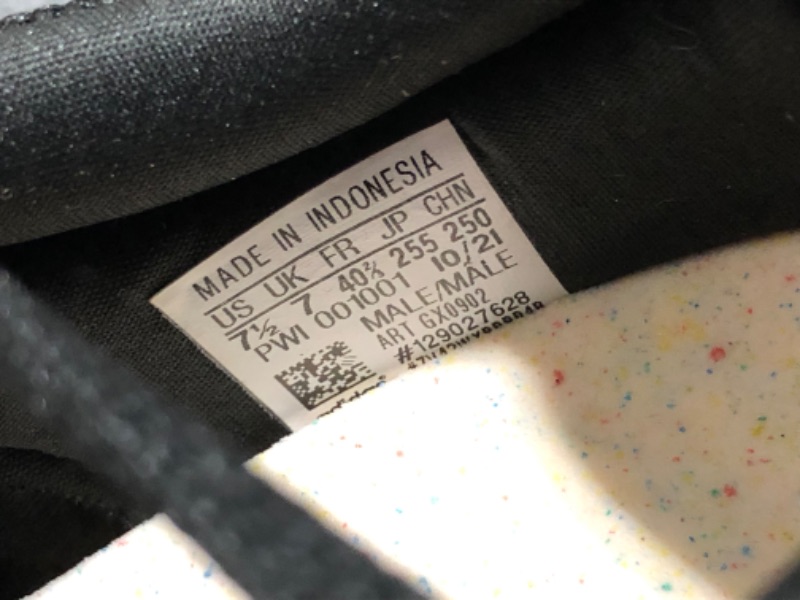 MADE IN INDONESIA
US UK FR JP CHN
7½ 7 40⅔ 255 250
PWI 001001 10/21
MALE/MALE
ART GX0902
#129027628